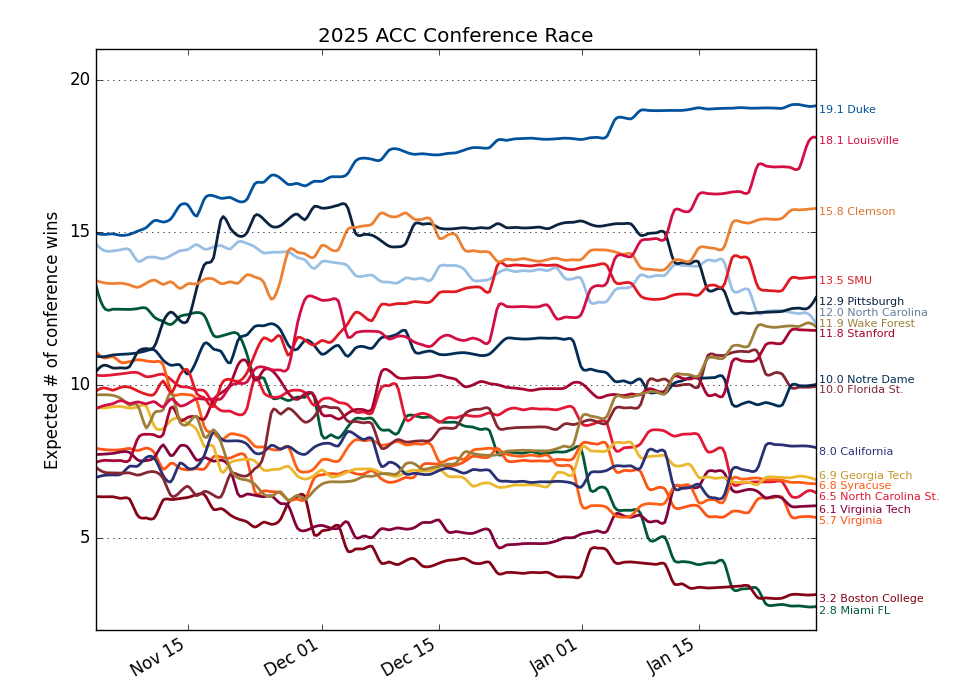 2025 ACC Conference Race
Expected # of conference wins
20
15
10
5
Nov 15
Dec 01
Dec 15
Jan 01
Jan 15
19.1 Duke
18.1 Louisville
15.8 Clemson
13.5 SMU
12.9 Pittsburgh
12.0 North Carolina
11.9 Wake Forest
11.8 Stanford
10.0 Notre Dame
10.0 Florida St.
8.0 California
6.9 Georgia Tech
6.8 Syracuse
6.5 North Carolina St.
6.1 Virginia Tech
5.7 Virginia
3.2 Boston College
2.8 Miami FL